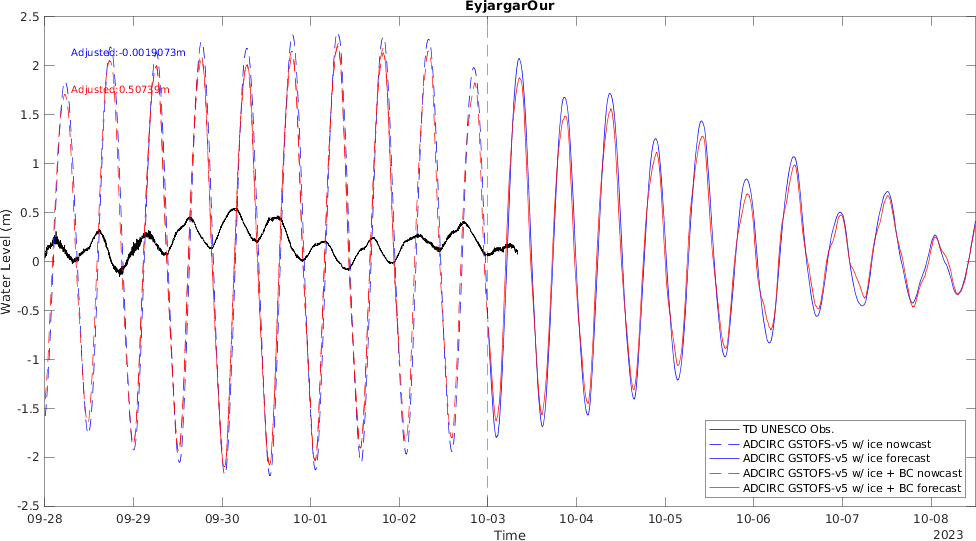 EyjargarOur
2.5
2
1.5
1
0.5
0
-0.5
-1
-1.5
-2
-2.5
Water Level (m)
Adjusted:-0.0019073m
Adjusted:0.50739m
TD UNESCO Obs.
ADCIRC GSTOFS-v5 w/ ice nowcast
ADCIRC GSTOFS-v5 w/ ice forecast
ADCIRC GSTOFS-v5 w/ ice + BC nowcast
ADCIRC GSTOFS-v5 w/ ice + BC forecast
09-28 09-29 09-30 10-01 10-02 10-03 10-04 10-05 10-06 10-07 10-08
Time
2023